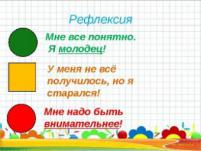 Рефлексия
Мне все понятно.
Я молодец!
У меня не всё
получилось, но я
старался!
Мне надо быть
внимательнее!